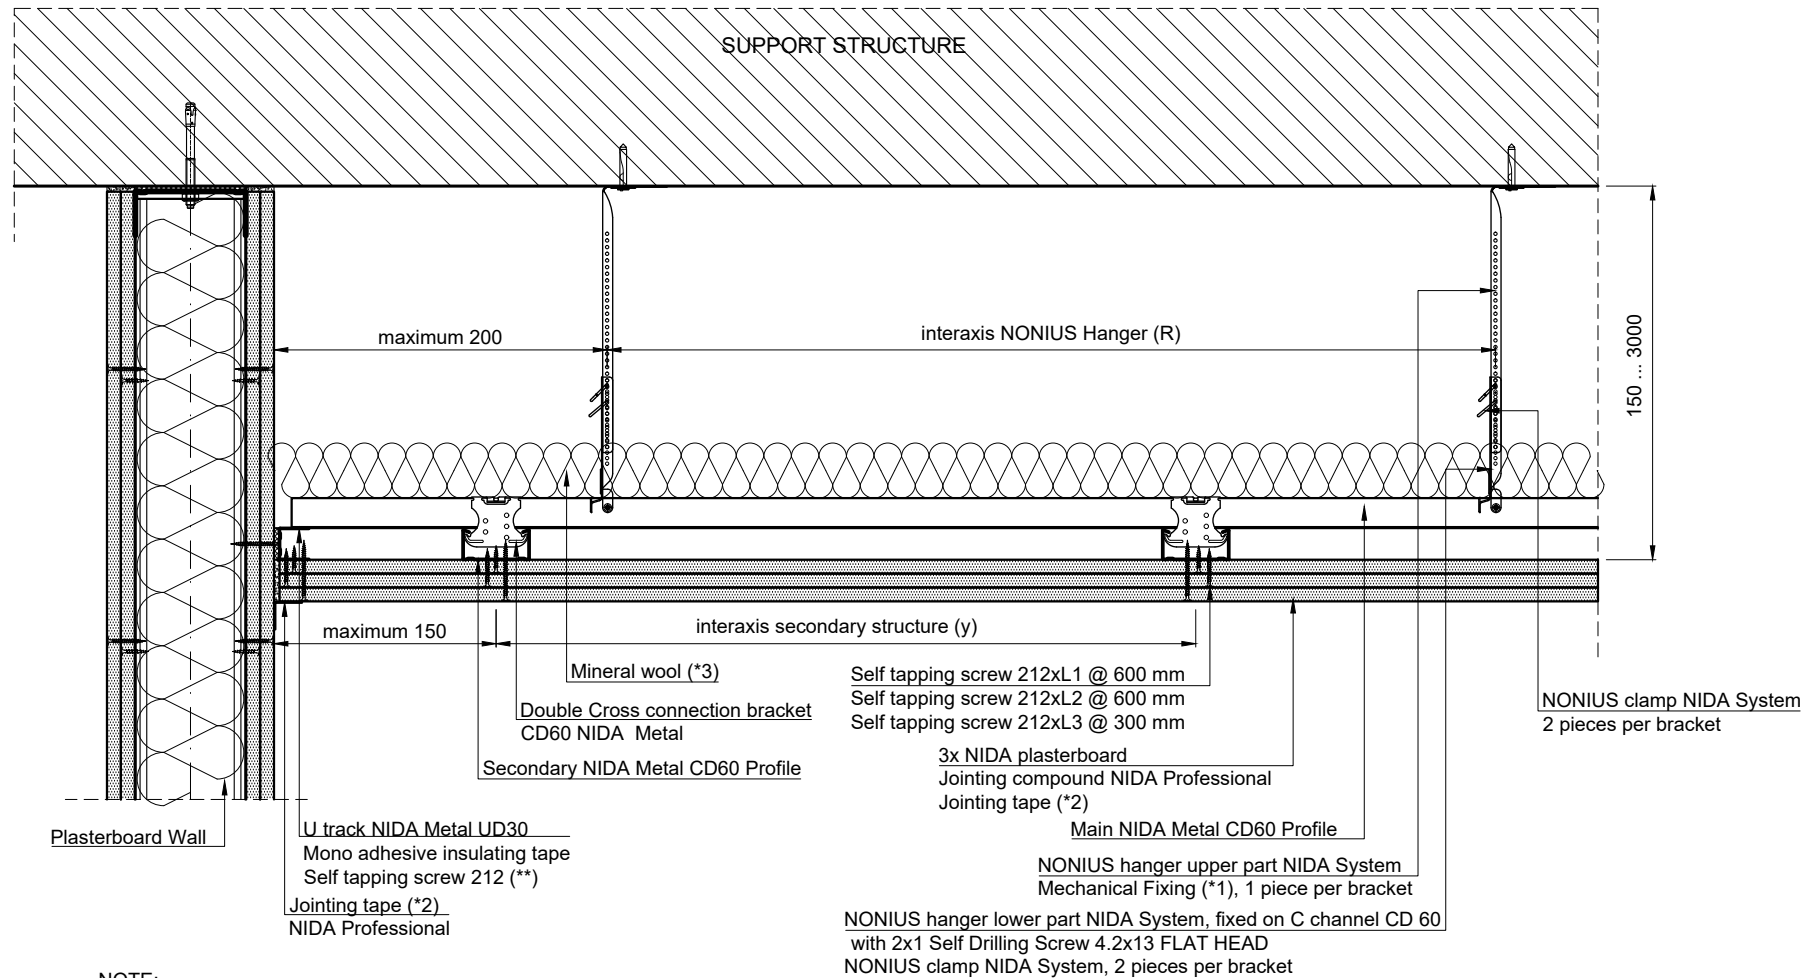 SUPPORT STRUCTURE
maximum 200
interaxis NONIUS Hanger (R)
150 ... 3000
maximum 150
interaxis secondary structure (y)
Mineral wool (*3)
Double Cross connection bracket
CD60 NIDA Metal
Secondary NIDA Metal CD60 Profile
Self tapping screw 212xL1 @ 600 mm
Self tapping screw 212xL2 @ 600 mm
Self tapping screw 212xL3 @ 300 mm
NONIUS clamp NIDA System
2 pieces per bracket
3x NIDA plasterboard
Jointing compound NIDA Professional
Jointing tape (*2)
Plasterboard Wall
U track NIDA Metal UD30
Mono adhesive insulating tape
Self tapping screw 212 (**)
Main NIDA Metal CD60 Profile
NONIUS hanger upper part NIDA System
Mechanical Fixing (*1), 1 piece per bracket
Jointing tape (*2)
NIDA Professional
NONIUS hanger lower part NIDA System, fixed on C channel CD 60
with 2x1 Self Drilling Screw 4.2x13 FLAT HEAD
NONIUS clamp NIDA System, 2 pieces per bracket
NOTE: